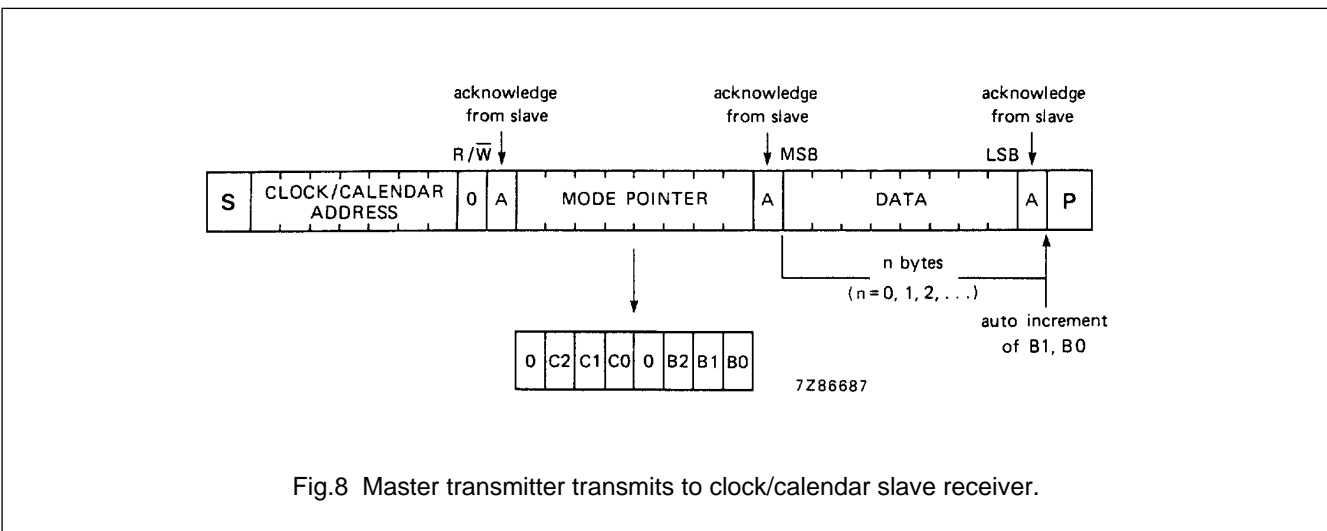 acknowledge
from slave
acknowledge
from slave
acknowledge
from slave
R/W̅
MSB
LSB
S
CLOCK/CALENDAR
ADDRESS
0
A
MODE POINTER
A
DATA
A
P
n bytes
(n=0, 1, 2, ...)
auto increment
of B1, B0
0 C2 C1 C0 0 B2 B1 B0
7Z86687
Fig.8 Master transmitter transmits to clock/calendar slave receiver.